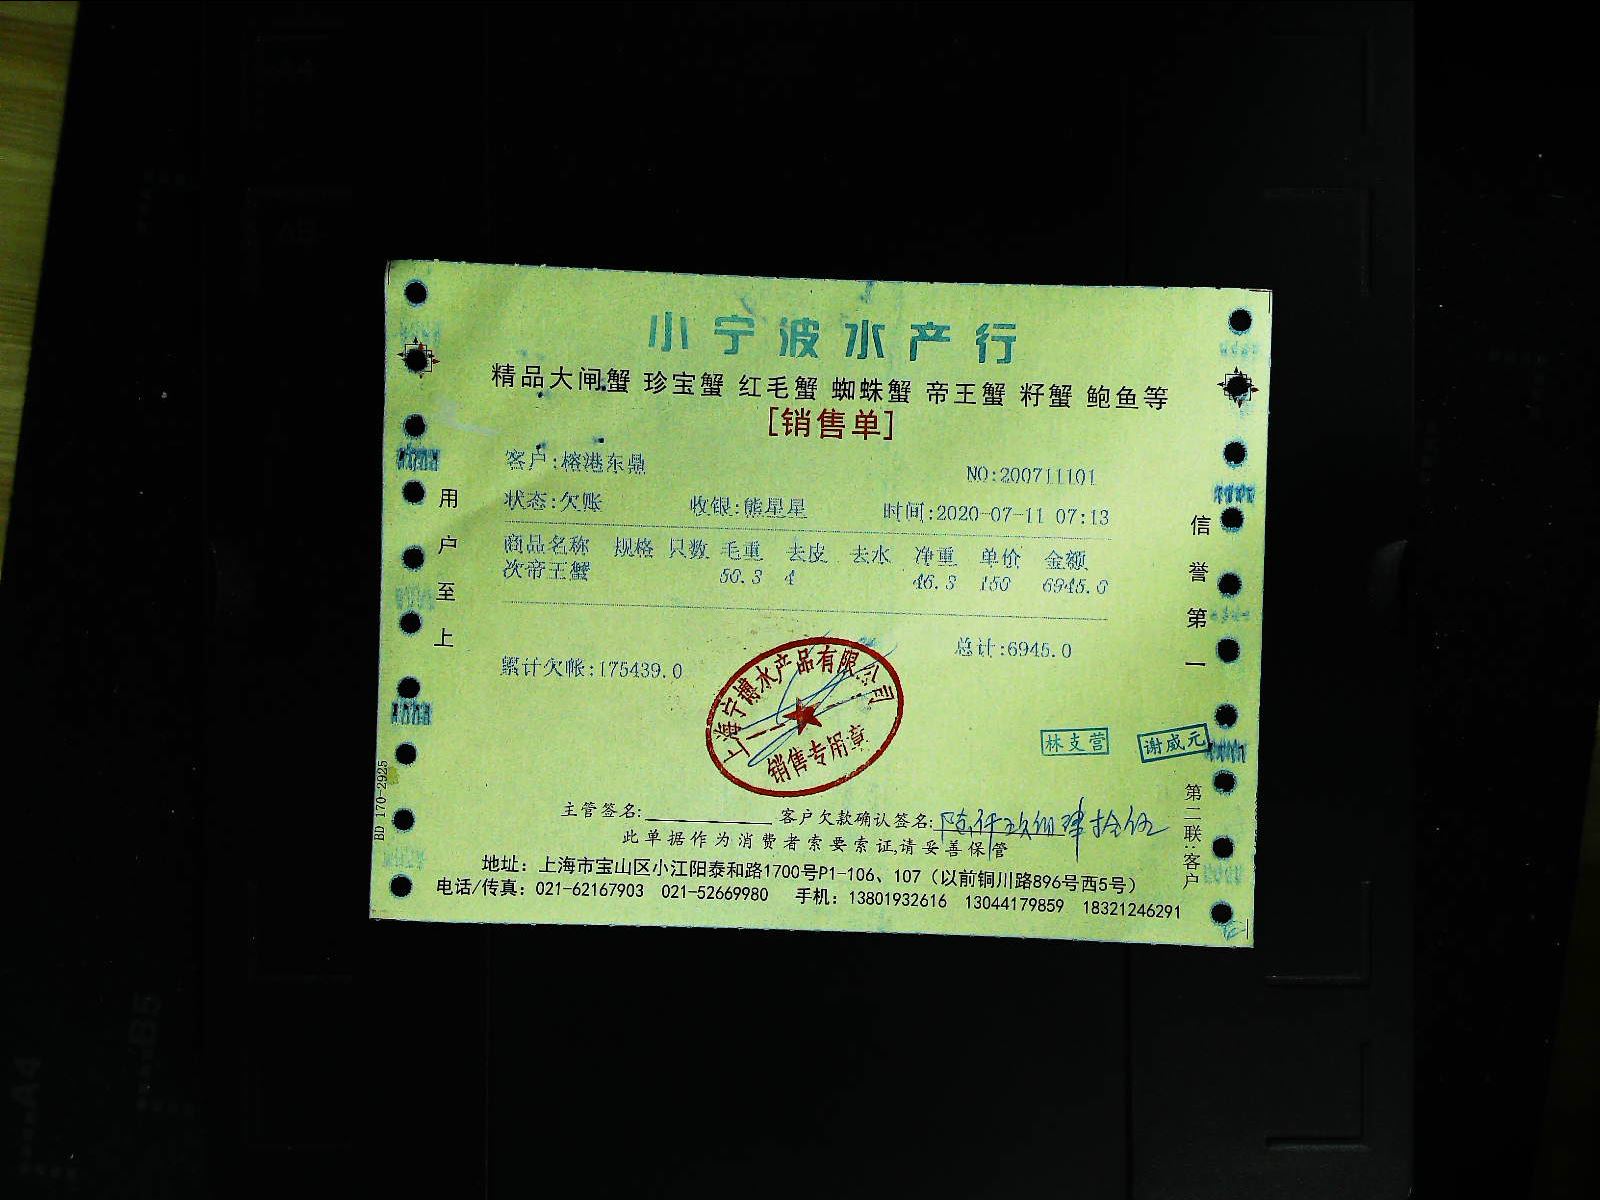 小宁波水产行
精品大闸蟹 珍宝蟹 红毛蟹 蜘蛛蟹 帝王蟹 籽蟹 鲍鱼等
[销售单]
客户:榕港东鼎 NO:200711101
状态:欠账 收银:熊星星 时间:2020-07-11 07:13
商品名称 规格 只数 毛重 去皮 去水 净重 单价 金额
次帝王蟹 50.3 4 46.3 150 6945.0
总计:6945.0
累计欠帐:175439.0
上海宁博水产品有限公司
销售专用章
林支营 谢威元
主管签名: 客户欠款确认签名:陆仟玖佰肆拾伍
此单据作为消费者索要索证,请妥善保管
地址：上海市宝山区小江阳泰和路1700号P1-106、107（以前铜川路896号西5号）
电话/传真：021-62167903 021-52669980 手机：13801932616 13044179859 18321246291
用户至上
信誉第一
第二联:客户
BD 170-2925
A4
B5